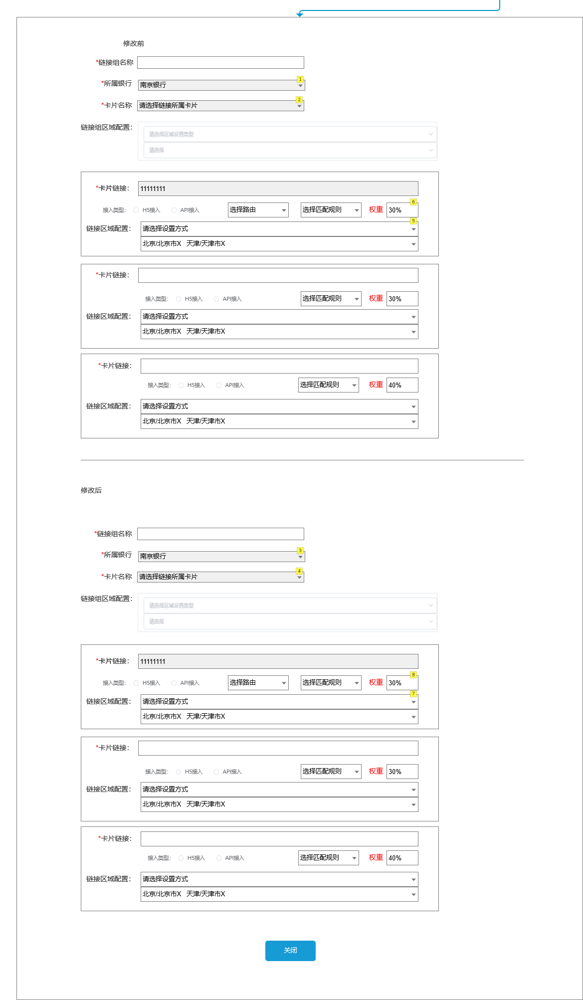 修改前
*链接组名称
1
*所属银行 南京银行
2
*卡片名称 请选择链接所属卡片
链接组区域配置：
请选择区域设置类型
请选择
*卡片链接： 11111111
6
接入类型： H5接入 API接入 选择路由 选择匹配规则 权重 30%
5
链接区域配置： 请选择设置方式
北京/北京市X 天津/天津市X
*卡片链接：
接入类型： H5接入 API接入 选择匹配规则 权重 30%
链接区域配置： 请选择设置方式
北京/北京市X 天津/天津市X
*卡片链接：
接入类型： H5接入 API接入 选择匹配规则 权重 40%
链接区域配置： 请选择设置方式
北京/北京市X 天津/天津市X
修改后
*链接组名称
3
*所属银行 南京银行
4
*卡片名称 请选择链接所属卡片
链接组区域配置：
请选择区域设置类型
请选择
*卡片链接： 11111111
8
接入类型： H5接入 API接入 选择路由 选择匹配规则 权重 30%
7
链接区域配置： 请选择设置方式
北京/北京市X 天津/天津市X
*卡片链接：
接入类型： H5接入 API接入 选择匹配规则 权重 30%
链接区域配置： 请选择设置方式
北京/北京市X 天津/天津市X
*卡片链接：
接入类型： H5接入 API接入 选择匹配规则 权重 40%
链接区域配置： 请选择设置方式
北京/北京市X 天津/天津市X
关闭